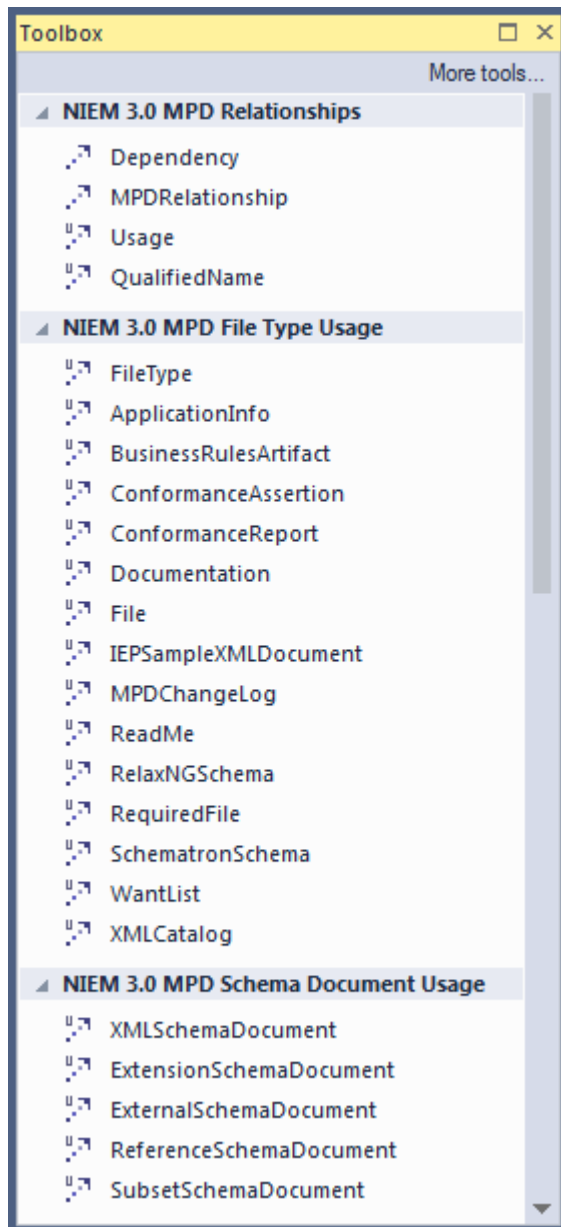 Toolbox
More tools...
NIEM 3.0 MPD Relationships
Dependency
MPDRelationship
Usage
QualifiedName
NIEM 3.0 MPD File Type Usage
FileType
ApplicationInfo
BusinessRulesArtifact
ConformanceAssertion
ConformanceReport
Documentation
File
IEPSampleXMLDocument
MPDChangeLog
ReadMe
RelaxNGSchema
RequiredFile
SchematronSchema
WantList
XMLCatalog
NIEM 3.0 MPD Schema Document Usage
XMLSchemaDocument
ExtensionSchemaDocument
ExternalSchemaDocument
ReferenceSchemaDocument
SubsetSchemaDocument